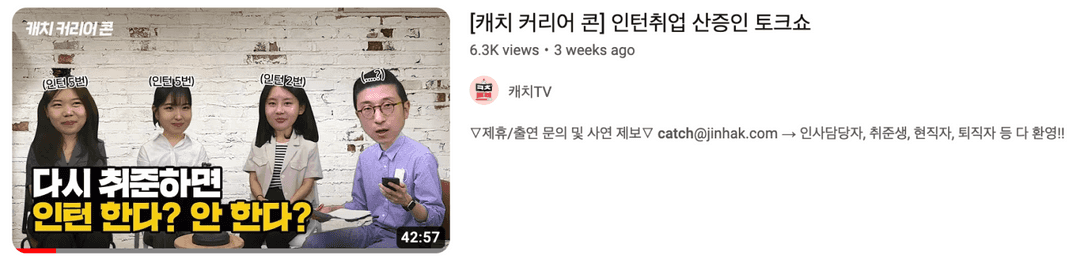 캐치 커리어 콘
(인턴 5번)
(인턴 5번)
(인턴 2번)
(....?)
다시 취준하면
인턴 한다? 안 한다?
42:57
[캐치 커리어 콘] 인턴취업 산증인 토크쇼
6.3K views • 3 weeks ago
캐치
캐치TV
▽제휴/출연 문의 및 사연 제보▽ catch@jinhak.com → 인사담당자, 취준생, 현직자, 퇴직자 등 다 환영!!